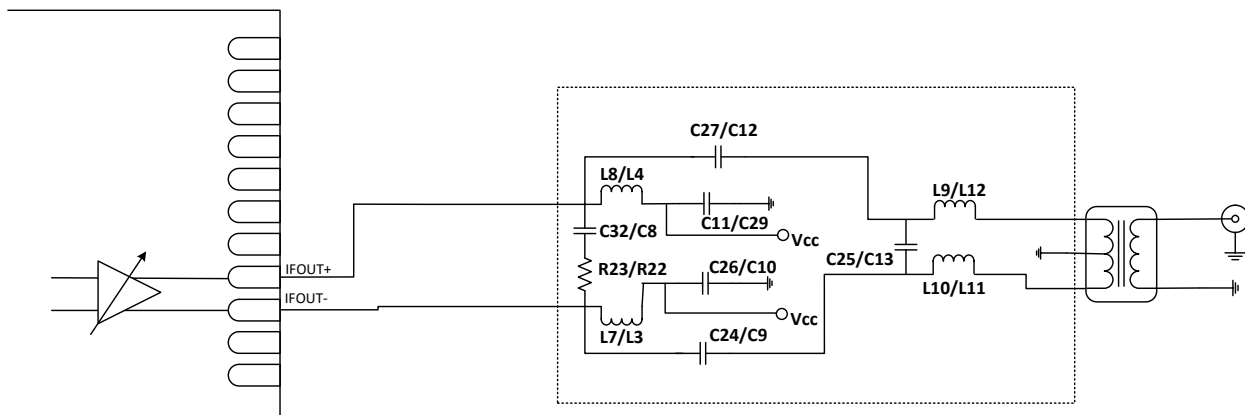 C27/C12
L8/L4
L9/L12
C11/C29
C32/C8
Vcc
C25/C13
R23/R22
C26/C10
IFOUT+
L10/L11
IFOUT-
Vcc
L7/L3
C24/C9